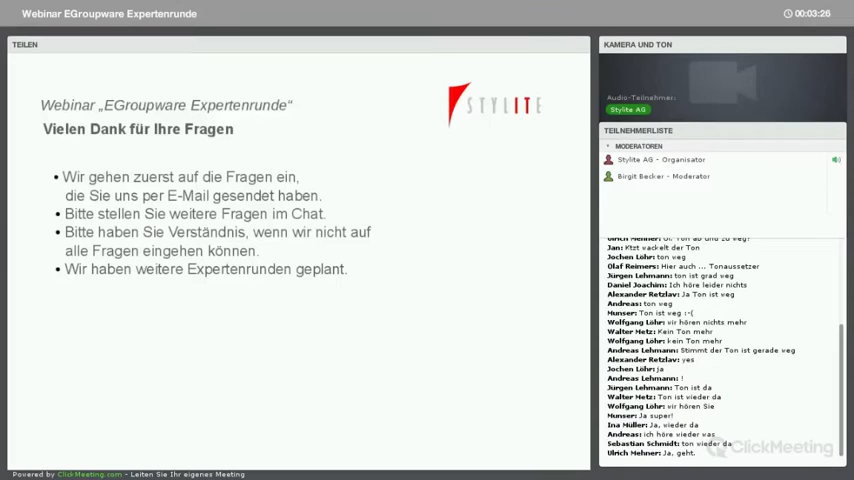 Webinar EGroupware Expertenrunde
00:03:26
TEILEN
Webinar „EGroupware Expertenrunde“
Vielen Dank für Ihre Fragen
STYLITE
• Wir gehen zuerst auf die Fragen ein,
die Sie uns per E-Mail gesendet haben.
• Bitte stellen Sie weitere Fragen im Chat.
• Bitte haben Sie Verständnis, wenn wir nicht auf
alle Fragen eingehen können.
• Wir haben weitere Expertenrunden geplant.
Powered by ClickMeeting.com - Leiten Sie Ihr eigenes Meeting
KAMERA UND TON
Audio-Teilnehmer:
Stylite AG
TEILNEHMERLISTE
MODERATOREN
Stylite AG - Organisator
Birgit Becker - Moderator
Jan: Ktzt wackelt der Ton
Jochen Löhr: ton weg
Olaf Reimers: Hier auch ... Tonaussetzer
Jürgen Lehmann: ton ist grad weg
Daniel Joachim: Ich höre leider nichts
Alexander Retzlav: Ja Ton ist weg
Andreas: ton weg
Munser: Ton ist weg :-(
Wolfgang Löhr: wir hören nichts mehr
Walter Metz: Kein Ton mehr
Wolfgang Löhr: kein Ton mehr
Andreas Lehmann: Stimmt der Ton ist gerade weg
Alexander Retzlav: yes
Jochen Löhr: ja
Andreas Lehmann: !
Jürgen Lehmann: Ton ist da
Walter Metz: Ton ist wieder da
Wolfgang Löhr: wir hören Sie
Munser: Ja super!
Ina Müller: Ja, wieder da
Andreas: ich höre wieder was
Sebastian Schmidt: ton wieder da
Ulrich Mehner: Ja, geht.
ClickMeeting